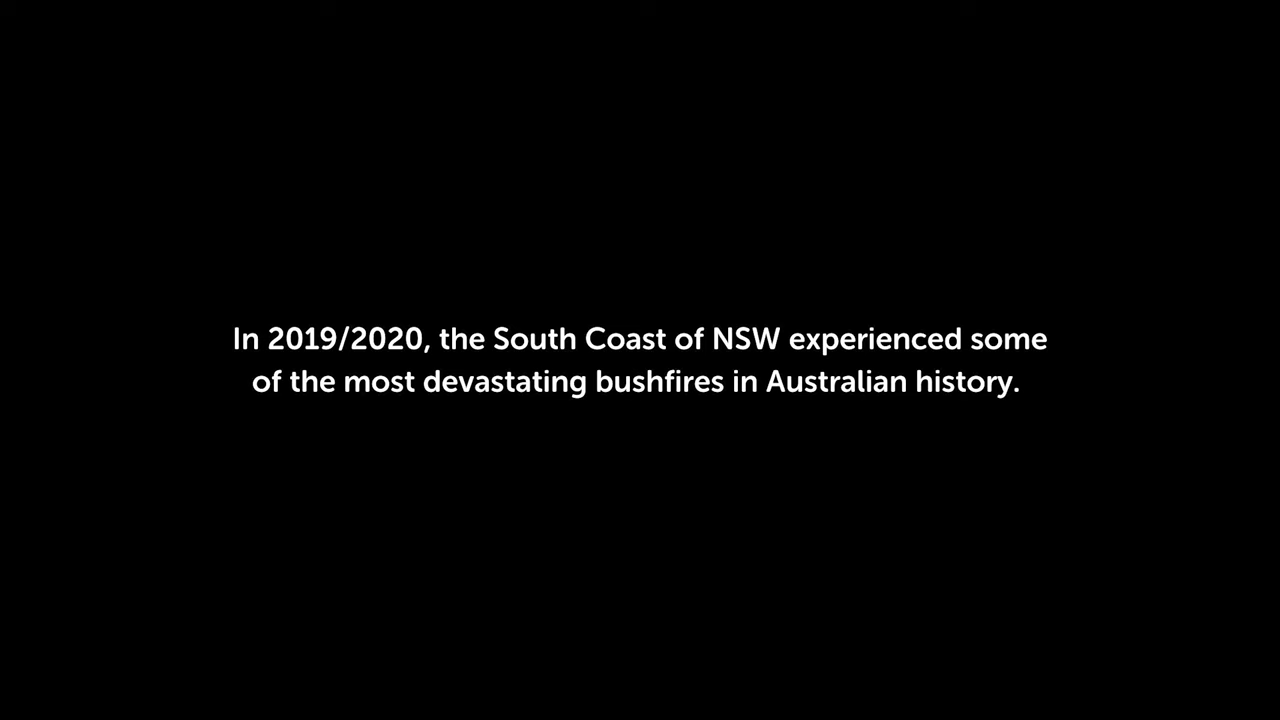 In 2019/2020, the South Coast of NSW experienced some
of the most devastating bushfires in Australian history.